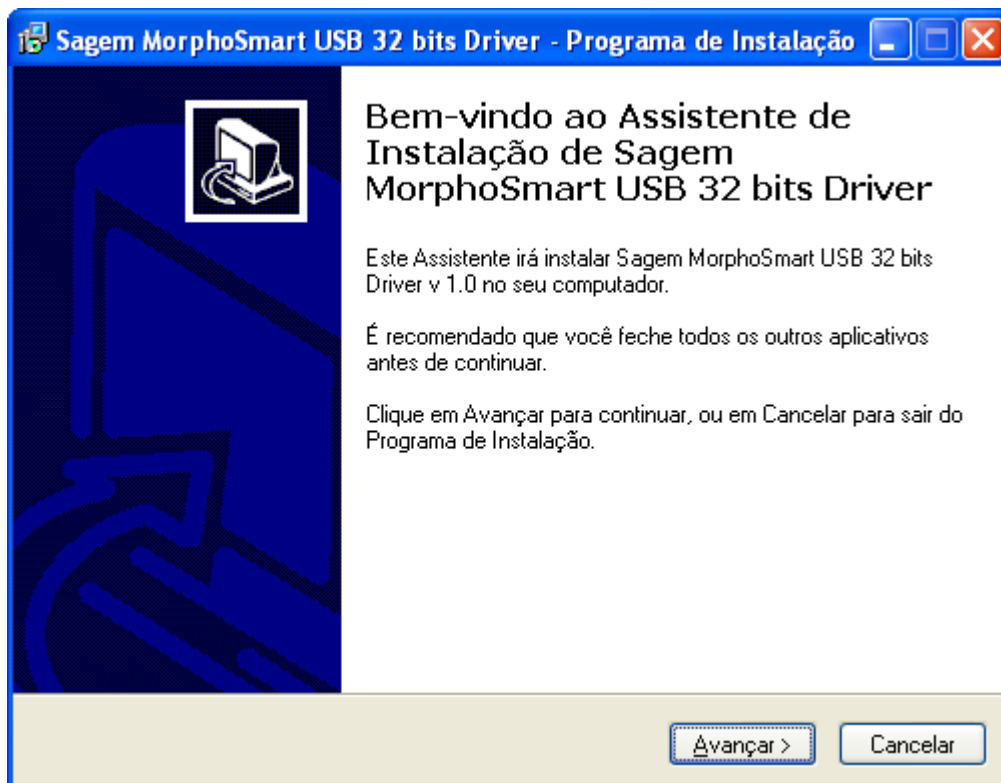 Sagem MorphoSmart USB 32 bits Driver - Programa de Instalação
Bem-vindo ao Assistente de
Instalação de Sagem
MorphoSmart USB 32 bits Driver
Este Assistente irá instalar Sagem MorphoSmart USB 32 bits
Driver v 1.0 no seu computador.
É recomendado que você feche todos os outros aplicativos
antes de continuar.
Clique em Avançar para continuar, ou em Cancelar para sair do
Programa de Instalação.
Avançar >
Cancelar